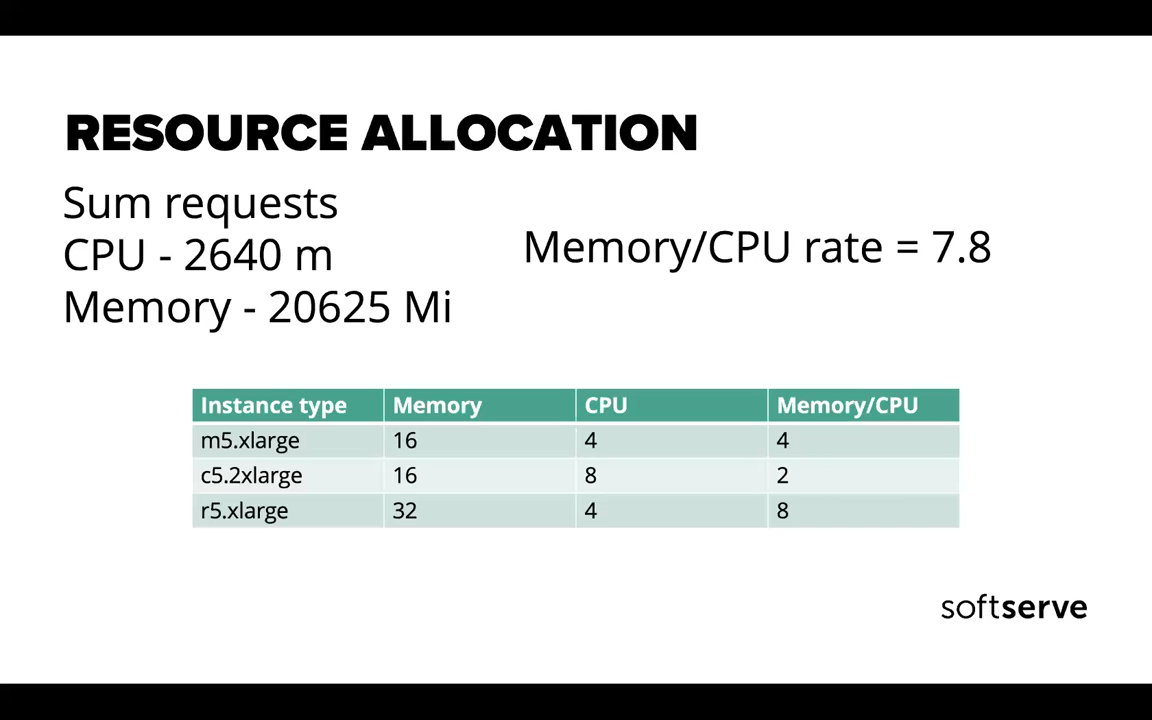 RESOURCE ALLOCATION
Sum requests
CPU - 2640 m
Memory - 20625 Mi
Memory/CPU rate = 7.8
Instance type Memory CPU Memory/CPU
m5.xlarge 16 4 4
c5.2xlarge 16 8 2
r5.xlarge 32 4 8
softserve